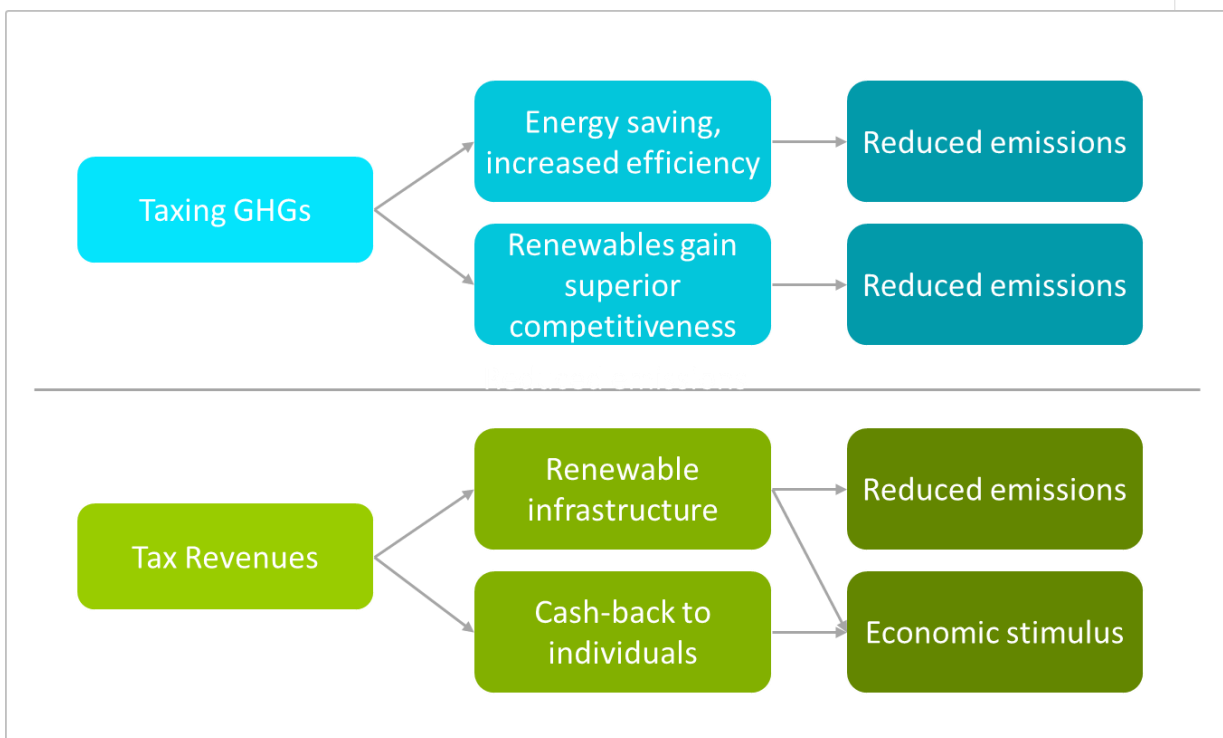 Energy saving,
increased efficiency
Reduced emissions
Taxing GHGs
Renewables gain
superior
competitiveness
Reduced emissions
Renewable
infrastructure
Reduced emissions
Tax Revenues
Cash-back to
individuals
Economic stimulus